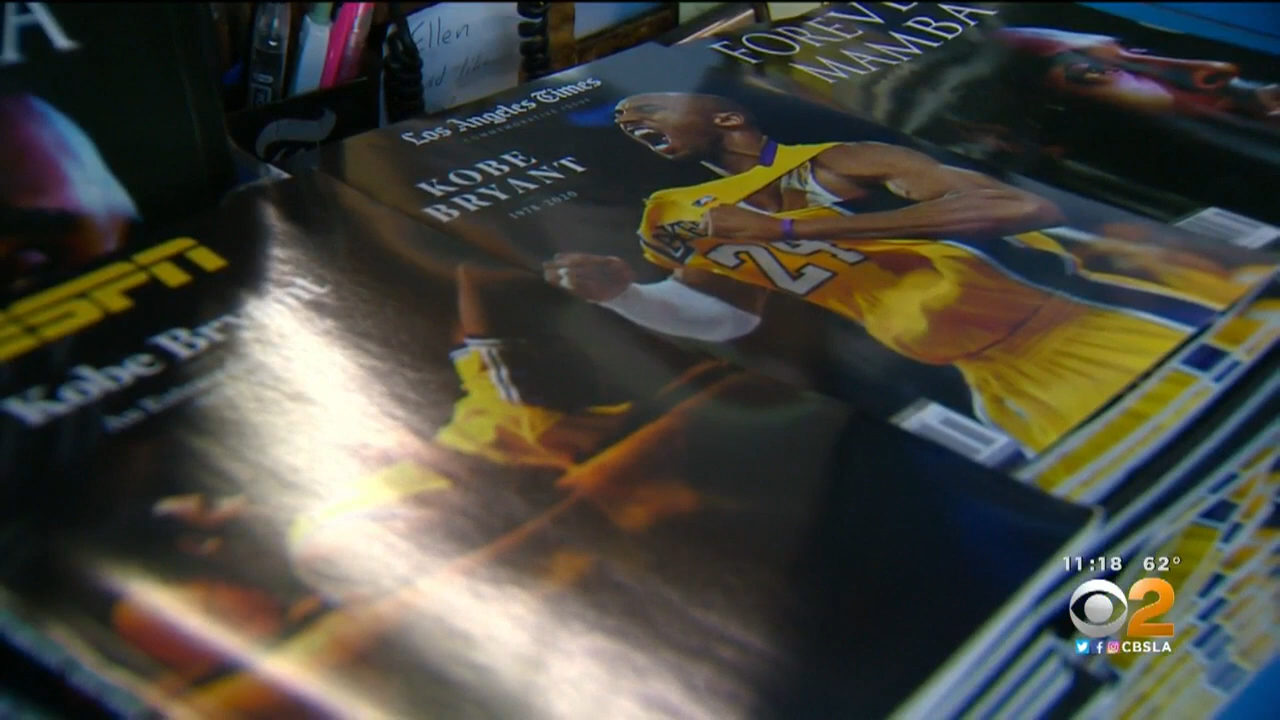 A
Ellen
Los Angeles Times
COMMEMORATIVE ISSUE
KOBE
BRYANT
1978-2020
24
FOREV
MAMBA
ESPN
Kobe Bryant
11:18 62°
2
CBSLA